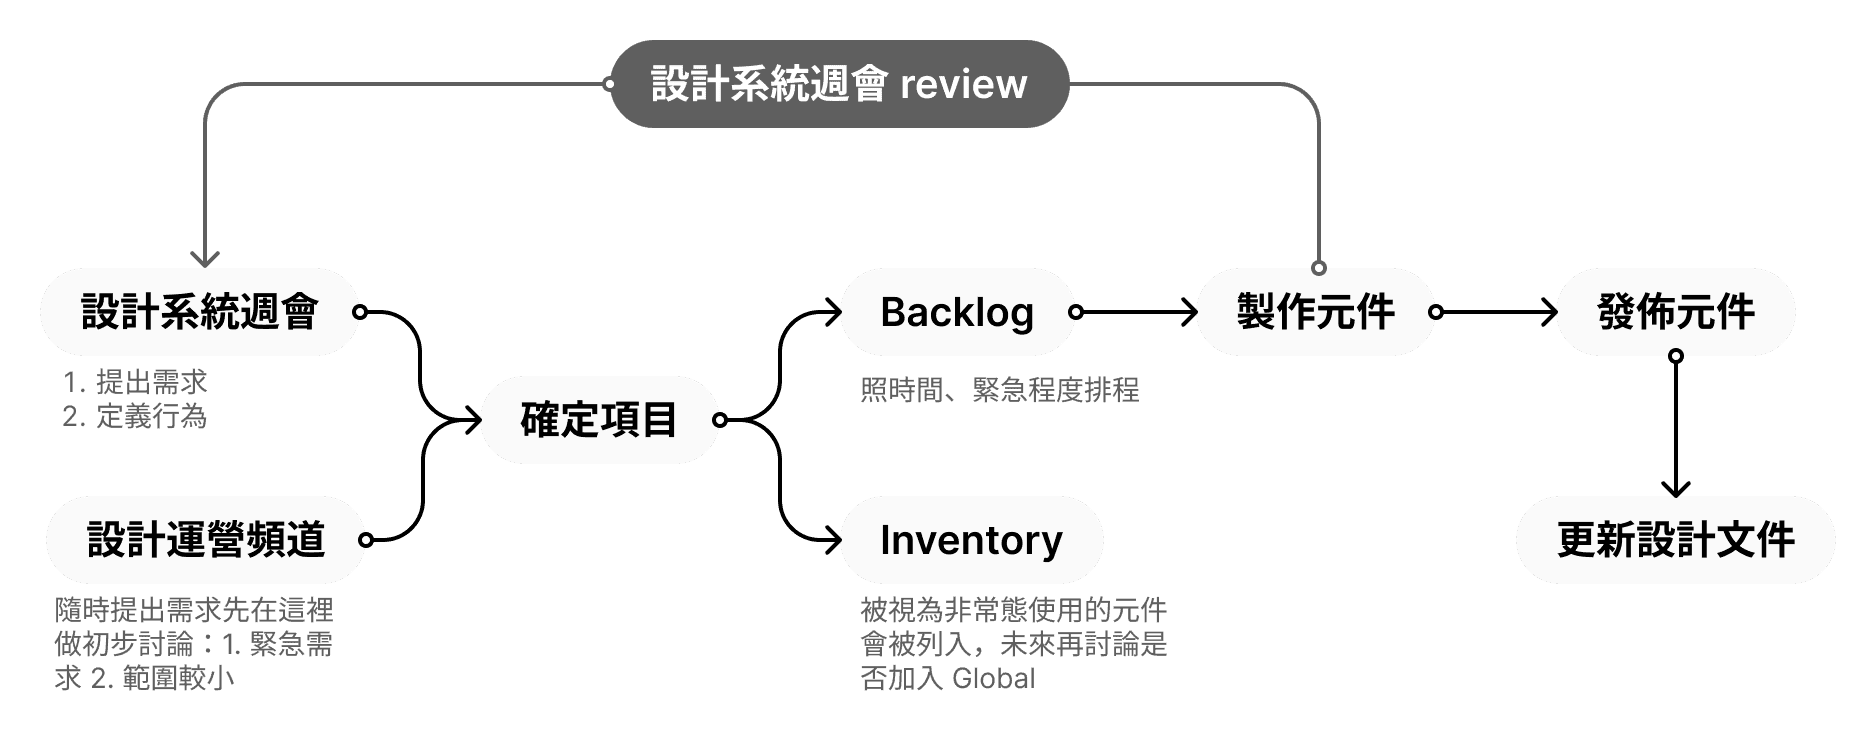 設計系統週會 review
設計系統週會
1. 提出需求
2. 定義行為
設計運營頻道
隨時提出需求先在這裡
做初步討論：1. 緊急需
求 2. 範圍較小
確定項目
Backlog
照時間、緊急程度排程
Inventory
被視為非常態使用的元件
會被列入，未來再討論是
否加入 Global
製作元件
發佈元件
更新設計文件